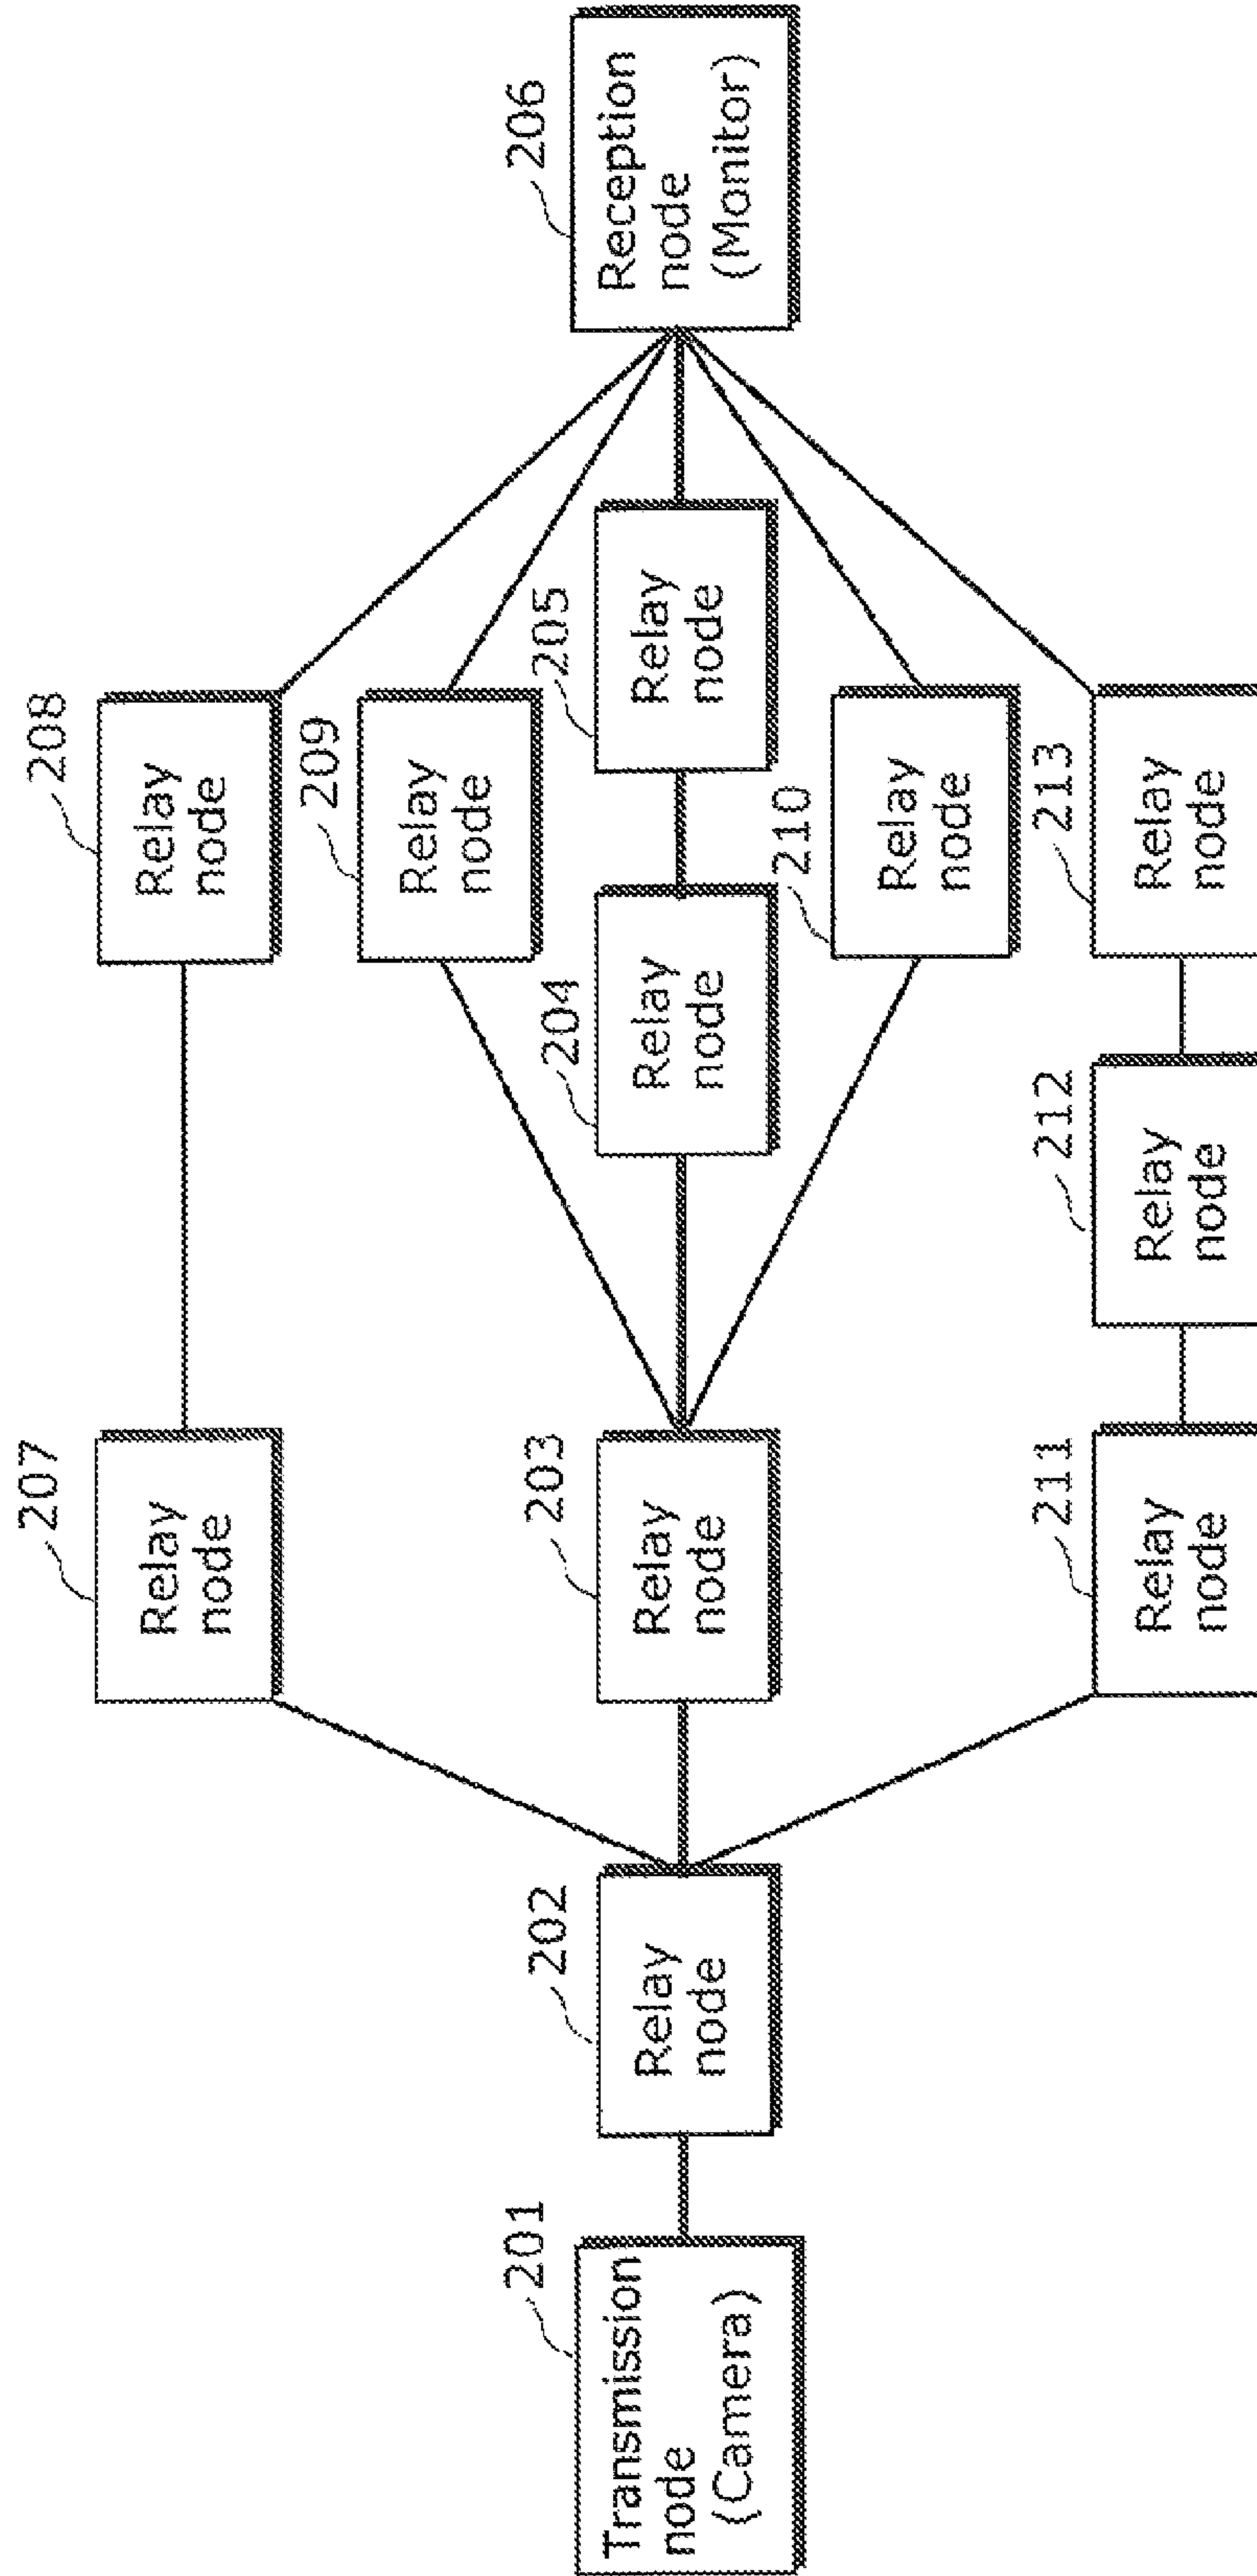 201
Transmission
node
(Camera)
202
Relay
node
207
Relay
node
203
Relay
node
211
Relay
node
204
Relay
node
212
Relay
node
208
Relay
node
209
Relay
node
205
Relay
node
210
Relay
node
213
Relay
node
206
Reception
node
(Monitor)